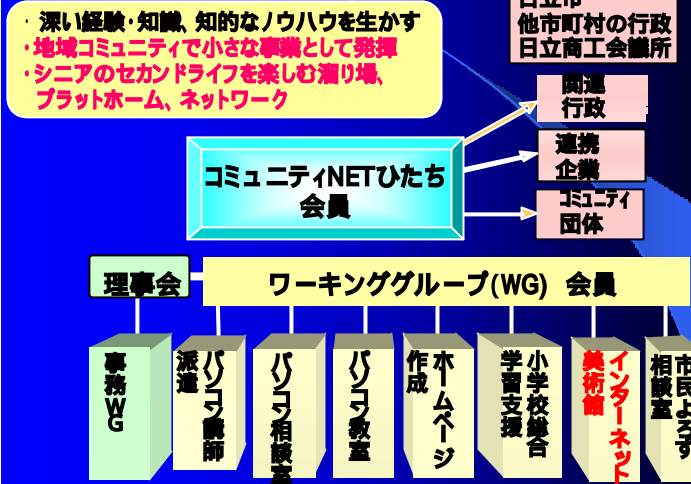 ・深い経験・知識、知的なノウハウを生かす
・地域コミュニティで小さな事業として発揮
・シニアのセカンドライフを楽しむ溜り場、
プラットホーム、ネットワーク
日立市
他市町村の行政
日立商工会議所
関連
行政
連携
企業
コミュニティ
団体
コミュニティNETひたち
会員
理事会
ワーキンググループ(WG) 会員
事務WG
パソコン講師
派遣
パソコン相談室
パソコン教室
ホームページ
作成
小学校総合
学習支援
インターネット
美術館
市民よろず
相談室